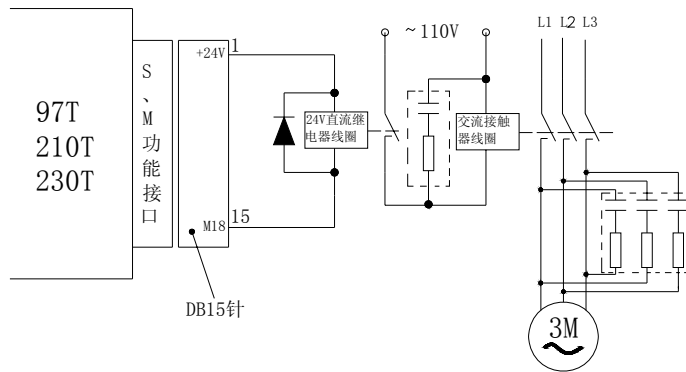 97T
210T
230T
S
、
M
功
能
接
口
+24V
1
M18
15
DB15针
24V直流继
电器线圈
~110V
交流接触
器线圈
L1 L2 L3
3M